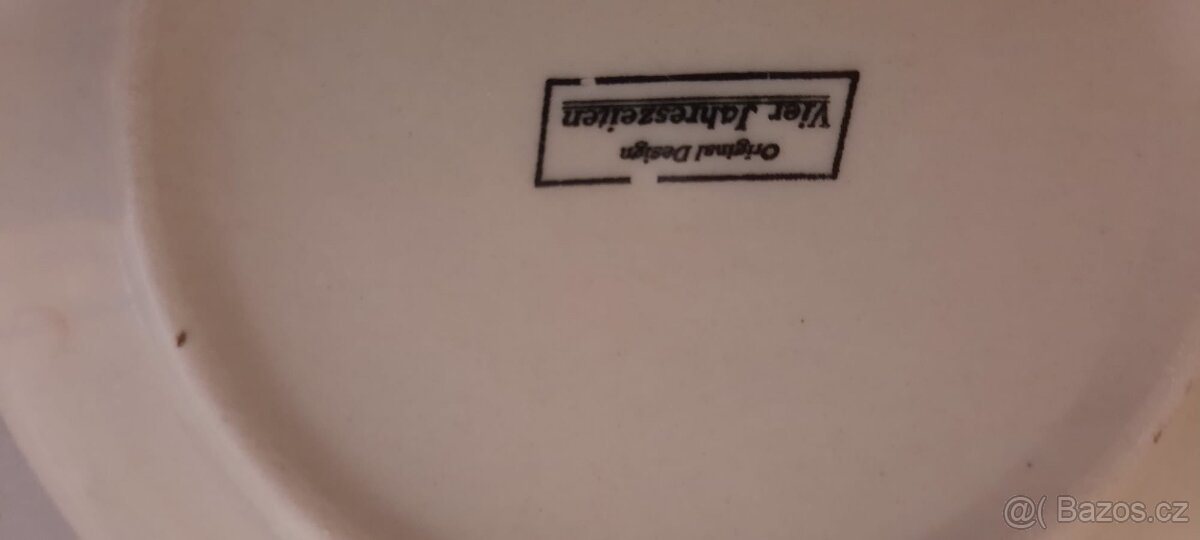 Original Design
Vier Jahreszeiten
@( Bazos.cz